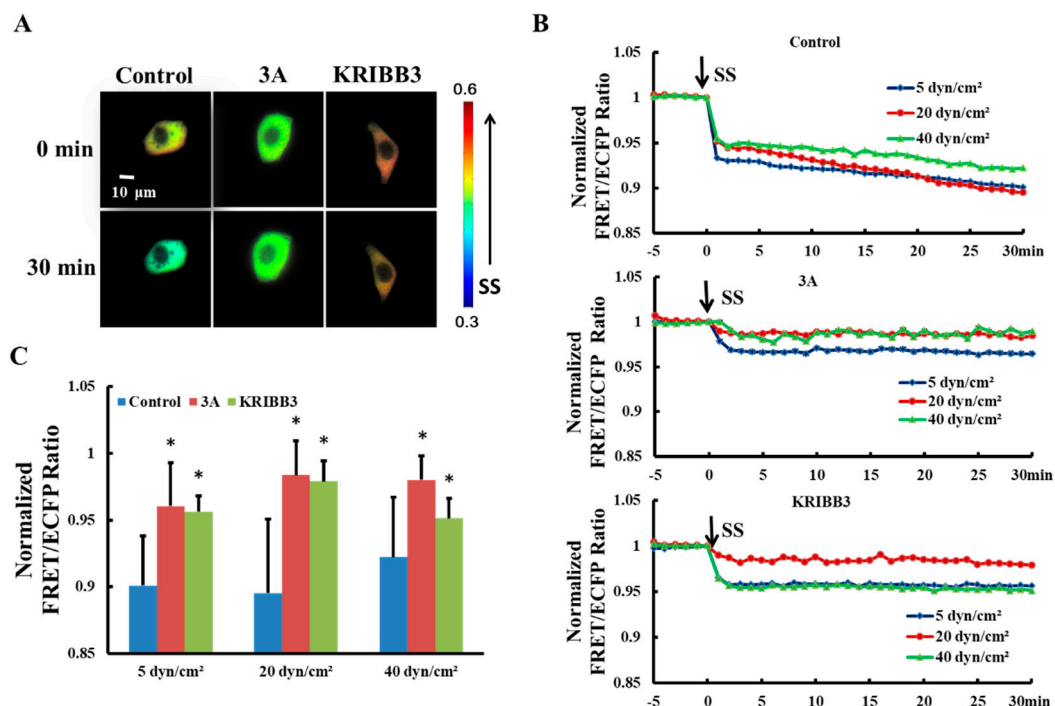 A
Control
3A
KRIBB3
0 min
10 μm
30 min
0.6
SS
0.3
B
Control
Normalized
FRET/ECFP Ratio
1.05
1
0.95
0.9
0.85
SS
5 dyn/cm²
20 dyn/cm²
40 dyn/cm²
-5 0 5 10 15 20 25 30min
3A
Normalized
FRET/ECFP Ratio
1.05
1
0.95
0.9
0.85
SS
5 dyn/cm²
20 dyn/cm²
40 dyn/cm²
-5 0 5 10 15 20 25 30min
KRIBB3
Normalized
FRET/ECFP Ratio
1.05
1
0.95
0.9
0.85
SS
5 dyn/cm²
20 dyn/cm²
40 dyn/cm²
-5 0 5 10 15 20 25 30min
C
Normalized
FRET/ECFP Ratio
1.05
1
0.95
0.9
0.85
Control 3A KRIBB3
* * * * * *
5 dyn/cm² 20 dyn/cm² 40 dyn/cm²